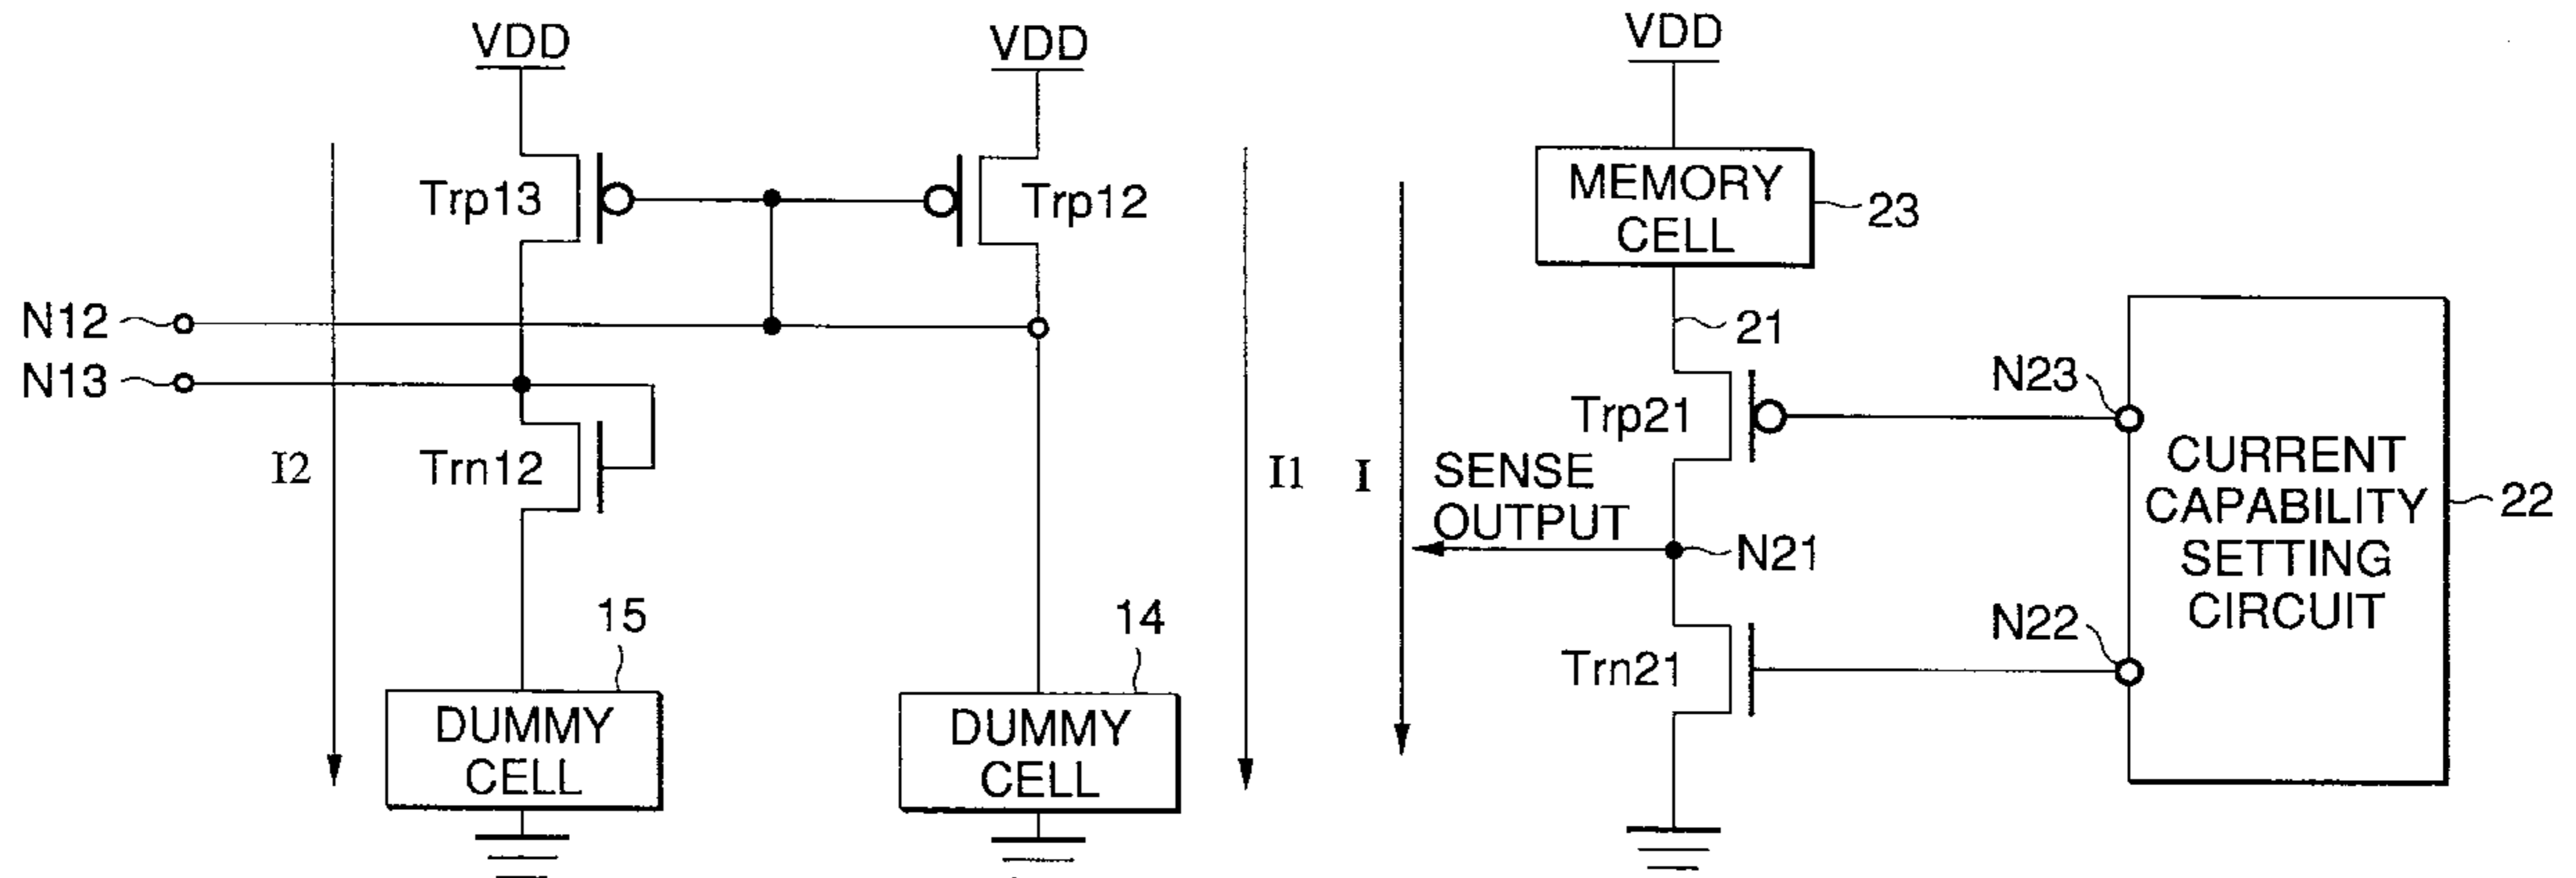 VDD
VDD
VDD
Trp13
Trp12
MEMORY
CELL
23
N12
21
N13
N23
Trp21
I2
Trn12
I1
I
SENSE
OUTPUT
N21
CURRENT
CAPABILITY
SETTING
CIRCUIT
22
15
14
N22
Trn21
DUMMY
CELL
DUMMY
CELL